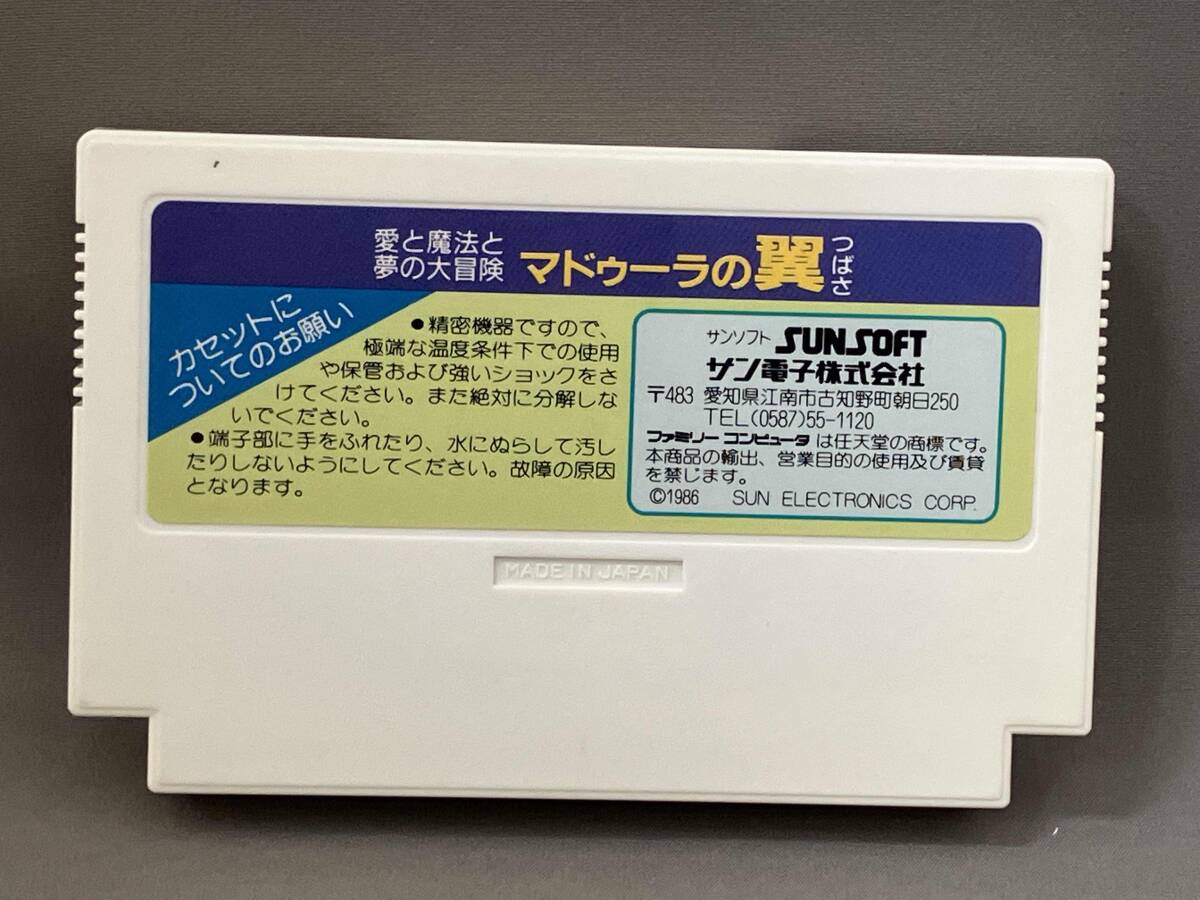 愛と魔法と
夢の大冒険
マドゥーラの翼
つばさ
カセットに
ついてのお願い
●精密機器ですので、
極端な温度条件下での使用
や保管および強いショックをさ
けてください。また絶対に分解しな
いでください。
●端子部に手をふれたり、水にぬらして汚し
たりしないようにしてください。故障の原因
となります。
サンソフト SUNSOFT
サン電子株式会社
〒483 愛知県江南市古知野町朝日250
TEL(0587)55-1120
ファミリー コンピュータ は任天堂の商標です。
本商品の輸出、営業目的の使用及び賃貸
を禁じます。
©1986 SUN ELECTRONICS CORP.
MADE IN JAPAN